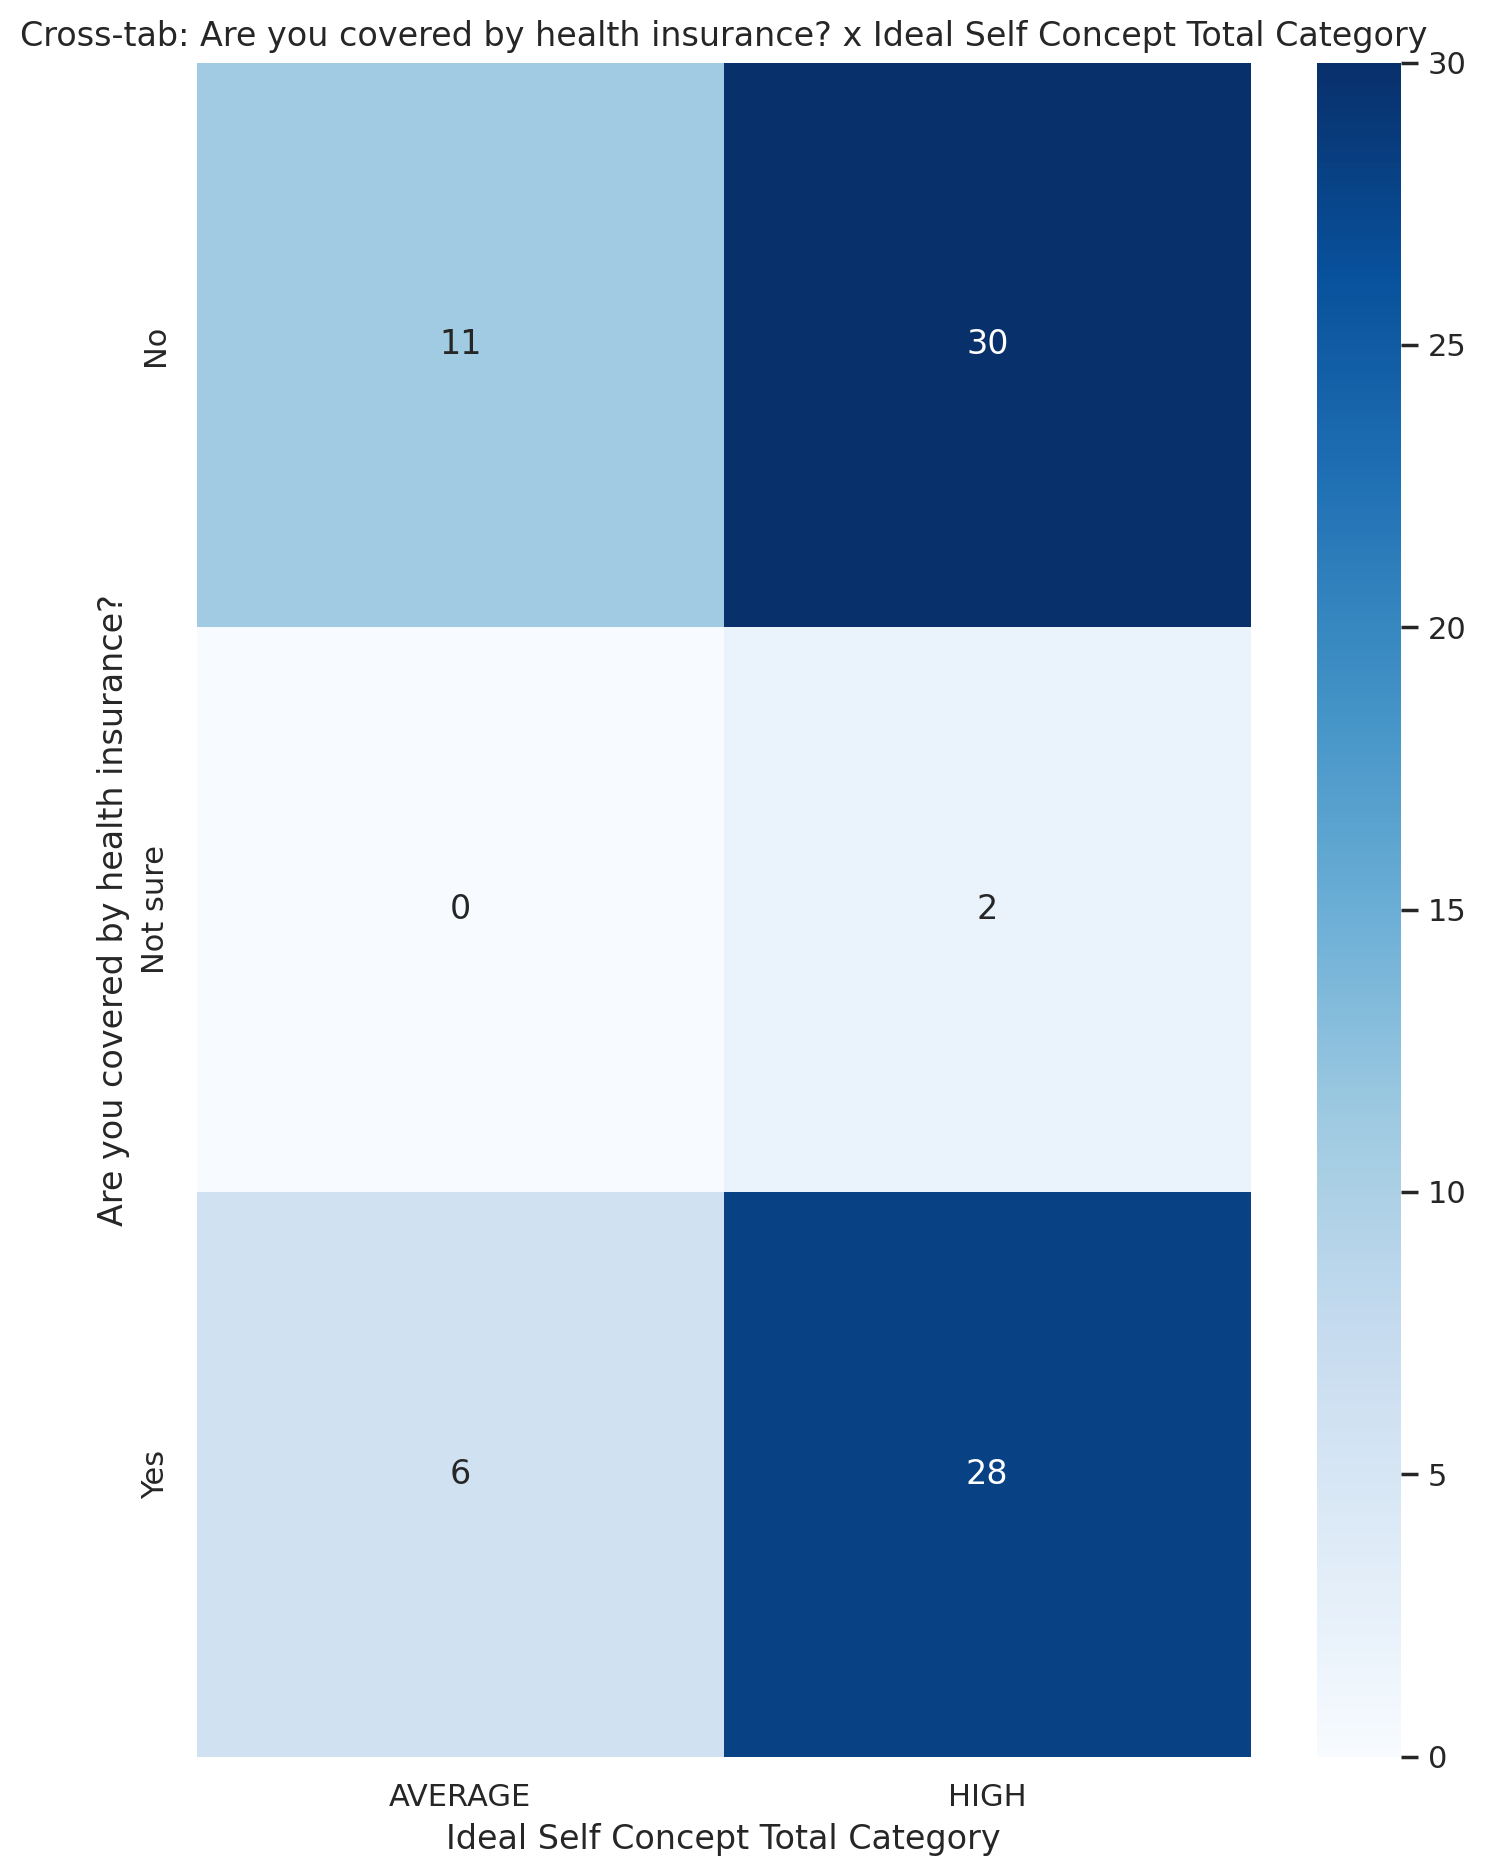 Cross-tab: Are you covered by health insurance? x Ideal Self Concept Total Category
Are you covered by health insurance?
No
Not sure
Yes
11
30
0
2
6
28
AVERAGE
HIGH
Ideal Self Concept Total Category
30
25
20
15
10
5
0